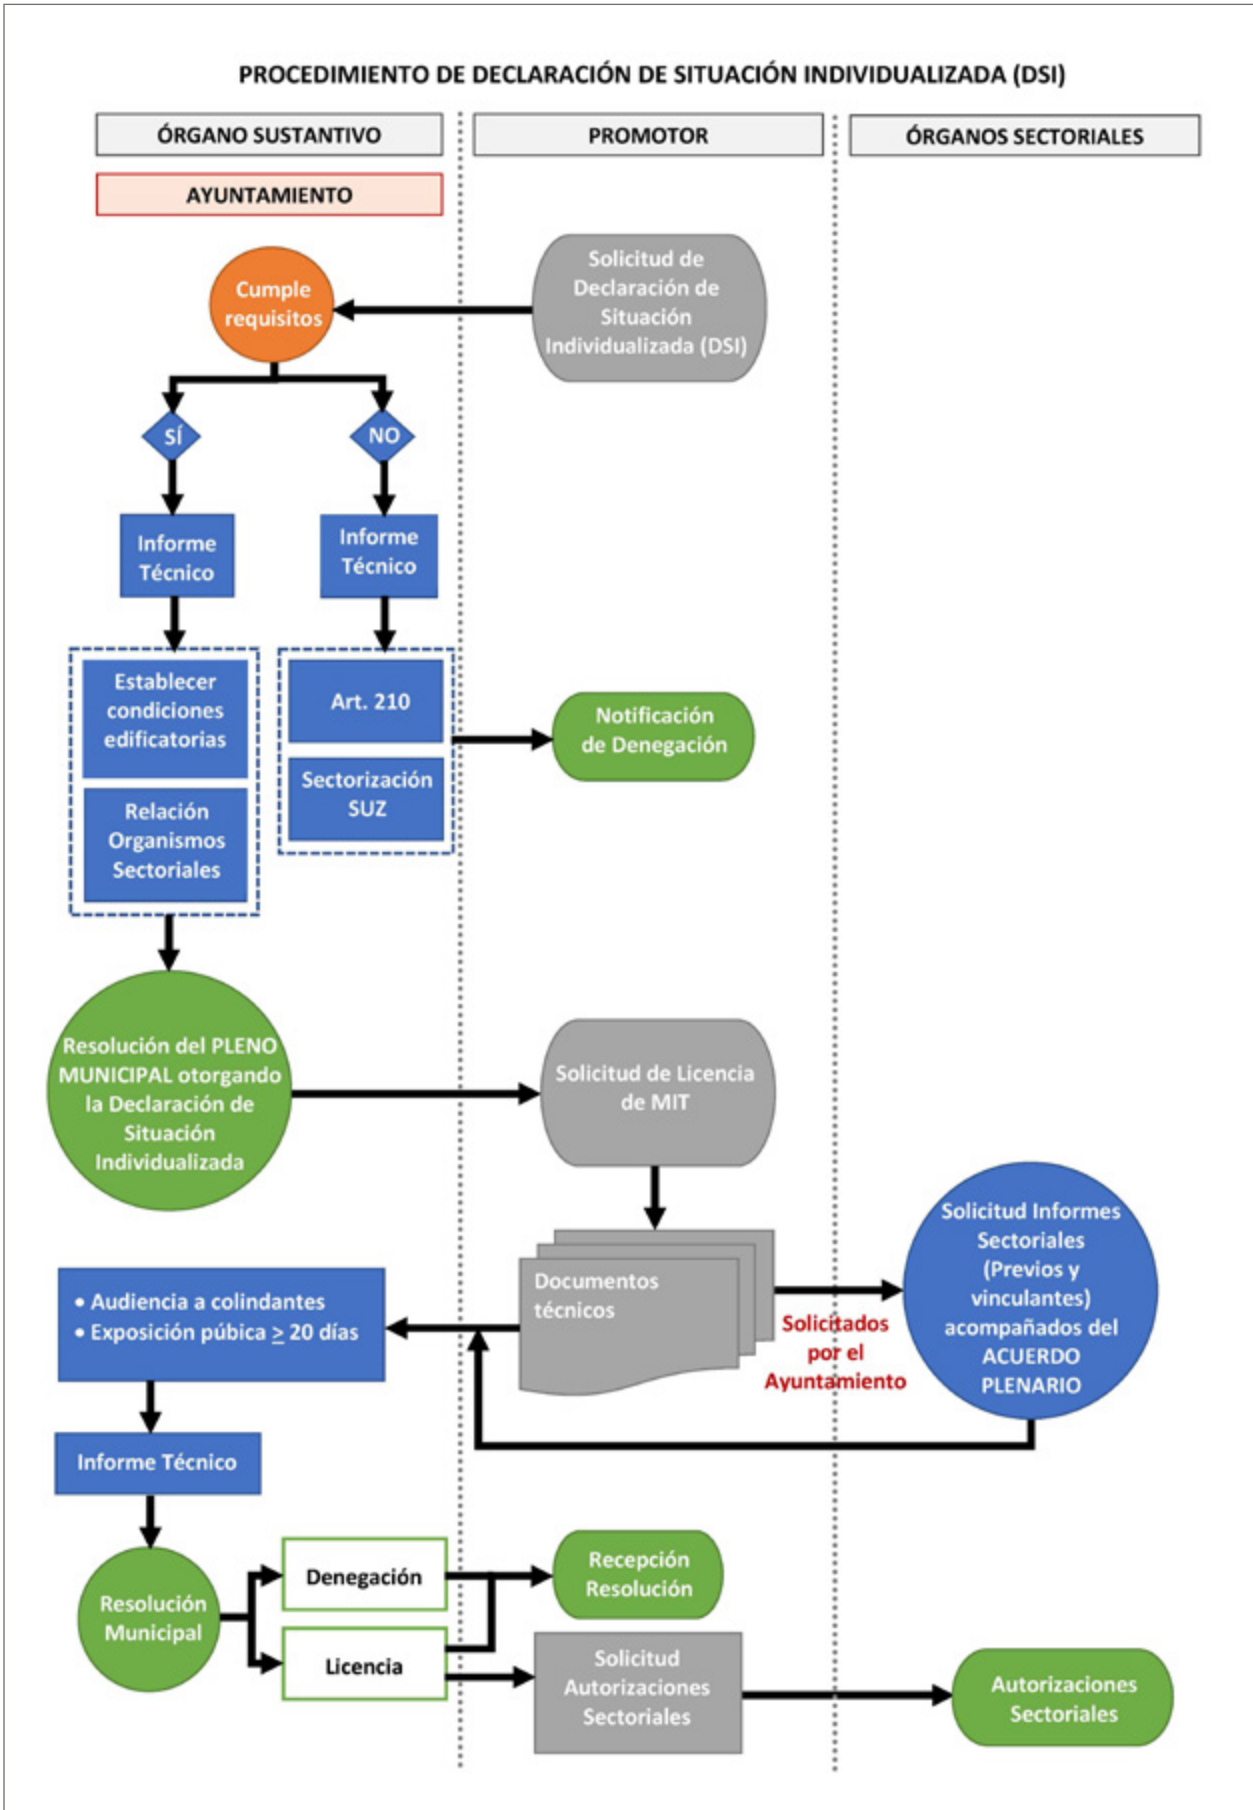 PROCEDIMIENTO DE DECLARACIÓN DE SITUACIÓN INDIVIDUALIZADA (DSI)
ÓRGANO SUSTANTIVO
PROMOTOR
ÓRGANOS SECTORIALES
AYUNTAMIENTO
Solicitud de
Declaración de
Situación
Individualizada (DSI)
Cumple
requisitos
SÍ
NO
Informe
Técnico
Informe
Técnico
Establecer
condiciones
edificatorias
Relación
Organismos
Sectoriales
Art. 210
Sectorización
SUZ
Notificación
de Denegación
Resolución del PLENO
MUNICIPAL otorgando
la Declaración de
Situación
Individualizada
Solicitud de Licencia
de MIT
Documentos
técnicos
Solicitados
por el
Ayuntamiento
Solicitud Informes
Sectoriales
(Previos y
vinculantes)
acompañados del
ACUERDO
PLENARIO
• Audiencia a colindantes
• Exposición púbica ≥ 20 días
Informe Técnico
Resolución
Municipal
Denegación
Licencia
Recepción
Resolución
Solicitud
Autorizaciones
Sectoriales
Autorizaciones
Sectoriales